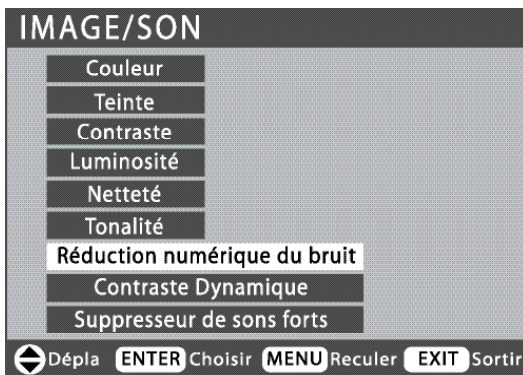 IMAGE/SON
Couleur
Teinte
Contraste
Luminosité
Netteté
Tonalité
Réduction numérique du bruit
Contraste Dynamique
Suppresseur de sons forts
Dépla ENTER Choisir MENU Reculer EXIT Sortir